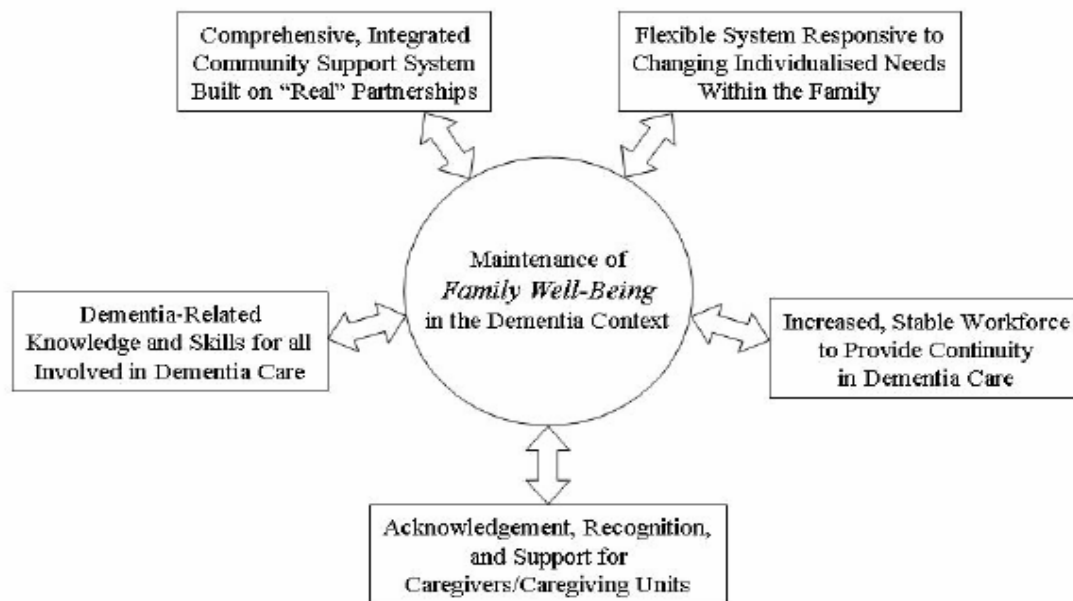 Comprehensive, Integrated
Community Support System
Built on “Real” Partnerships
Flexible System Responsive to
Changing Individualised Needs
Within the Family
Maintenance of
Family Well-Being
in the Dementia Context
Dementia-Related
Knowledge and Skills for all
Involved in Dementia Care
Increased, Stable Workforce
to Provide Continuity
in Dementia Care
Acknowledgement, Recognition,
and Support for
Caregivers/Caregiving Units